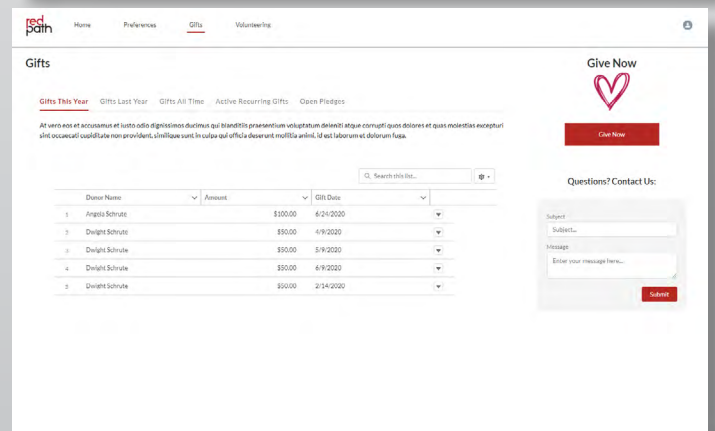 red
path
Home Preferences Gifts Volunteering
Gifts
Give Now
Gifts This Year Gifts Last Year Gifts All Time Active Recurring Gifts Open Pledges
At vero eos et accusamus et iusto odio dignissimos ducimus qui blanditiis praesentium voluptatum deleniti atque corrupti quos dolores et quas molestias excepturi
sint occaecati cupiditate non provident, similique sunt in culpa qui officia deserunt mollitia animi, id est laborum et dolorum fuga.
Give Now
Search this list...
Questions? Contact Us:
Donor Name Amount Gift Date
1 Angela Schrute $100.00 6/24/2020
2 Dwight Schrute $50.00 4/9/2020
3 Dwight Schrute $50.00 5/9/2020
4 Dwight Schrute $50.00 6/9/2020
5 Dwight Schrute $50.00 2/14/2020
Subject
Subject...
Message
Enter your message here...
Submit